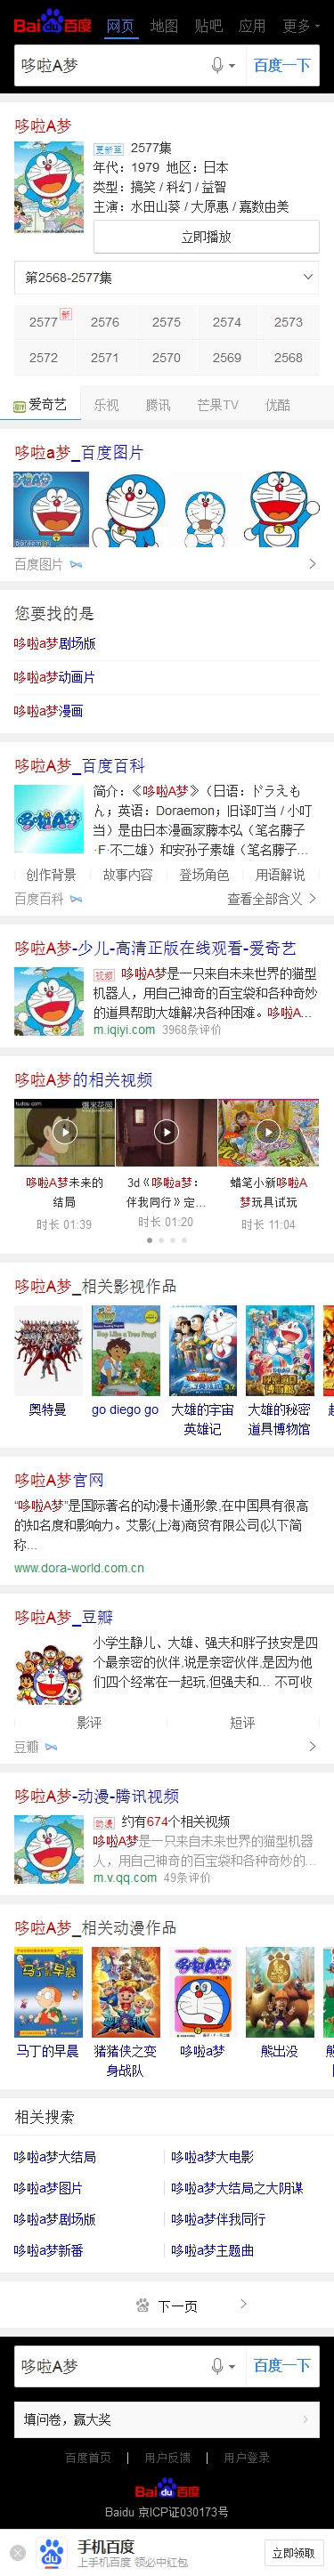 Bai du 百度 网页 地图 贴吧 应用 更多
哆啦A梦 百度一下
哆啦A梦
更新至 2577集
年代：1979 地区：日本
类型：搞笑 / 科幻 / 益智
主演：水田山葵 / 大原惠 / 嘉数由美
立即播放
第2568-2577集
2577 新 2576 2575 2574 2573
2572 2571 2570 2569 2568
爱奇艺 乐视 腾讯 芒果TV 优酷
哆啦a梦_百度图片
百度图片
您要找的是
哆啦a梦剧场版
哆啦a梦动画片
哆啦a梦漫画
哆啦A梦_百度百科
简介：《哆啦A梦》（日语：ドラえも
ん；英语：Doraemon；旧译叮当 / 小叮
当）是由日本漫画家藤本弘（笔名藤子
·F·不二雄）和安孙子素雄（笔名藤子...
创作背景 故事内容 登场角色 用语解说
百度百科 查看全部含义
哆啦A梦-少儿-高清正版在线观看-爱奇艺
视频 哆啦A梦是一只来自未来世界的猫型
机器人，用自己神奇的百宝袋和各种奇妙
的道具帮助大雄解决各种困难。哆啦A...
m.iqiyi.com 3968条评价
哆啦A梦的相关视频
哆啦A梦未来的
结局
时长 01:39
3d《哆啦a梦：
伴我同行》定...
时长 01:20
蜡笔小新哆啦A
梦玩具试玩
时长 11:04
哆啦A梦_相关影视作品
奥特曼
go diego go
大雄的宇宙
英雄记
大雄的秘密
道具博物馆
哆啦A梦官网
“哆啦A梦”是国际著名的动漫卡通形象,在中国具有很高
的知名度和影响力。艾影(上海)商贸有限公司(以下简
称...
www.dora-world.com.cn
哆啦A梦_豆瓣
小学生静儿、大雄、强夫和胖子技安是四
个最亲密的伙伴,说是亲密伙伴,是因为他
们四个经常在一起玩,但强夫和... 不可收
影评 短评
豆瓣
哆啦A梦-动漫-腾讯视频
动漫 约有674个相关视频
哆啦A梦是一只来自未来世界的猫型机器
人，用自己神奇的百宝袋和各种奇妙的...
m.v.qq.com 49条评价
哆啦A梦_相关动漫作品
马丁的早晨
猪猪侠之变
身战队
哆啦a梦
熊出没
相关搜索
哆啦a梦大结局 哆啦a梦大电影
哆啦a梦图片 哆啦a梦大结局之大阴谋
哆啦a梦剧场版 哆啦a梦伴我同行
哆啦a梦新番 哆啦a梦主题曲
下一页
哆啦A梦 百度一下
填问卷，赢大奖
百度首页 | 用户反馈 | 用户登录
Bai du 百度
Baidu 京ICP证030173号
du 手机百度
上手机百度 领必中红包
立即领取